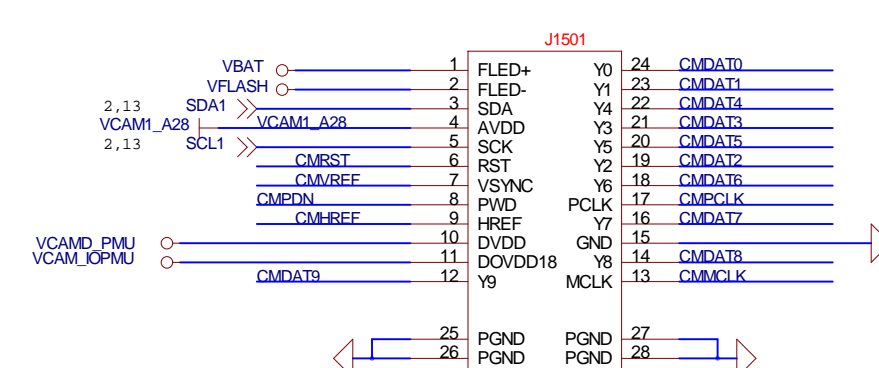 J1501
VBAT 1 FLED+ Y0 24 CMDAT0
VFLASH 2 FLED- Y1 23 CMDAT1
2,13 SDA1 3 SDA Y4 22 CMDAT4
VCAM1_A28 VCAM1_A28 4 AVDD Y3 21 CMDAT3
2,13 SCL1 5 SCK Y5 20 CMDAT5
CMRST 6 RST Y2 19 CMDAT2
CMVREF 7 VSYNC Y6 18 CMDAT6
CMPDN 8 PWD PCLK 17 CMPCLK
CMHREF 9 HREF Y7 16 CMDAT7
VCAMD_PMU 10 DVDD GND 15
VCAM_IOPMU 11 DOVDD18 Y8 14 CMDAT8
CMDAT9 12 Y9 MCLK 13 CMMCLK
25 PGND PGND 27
26 PGND PGND 28